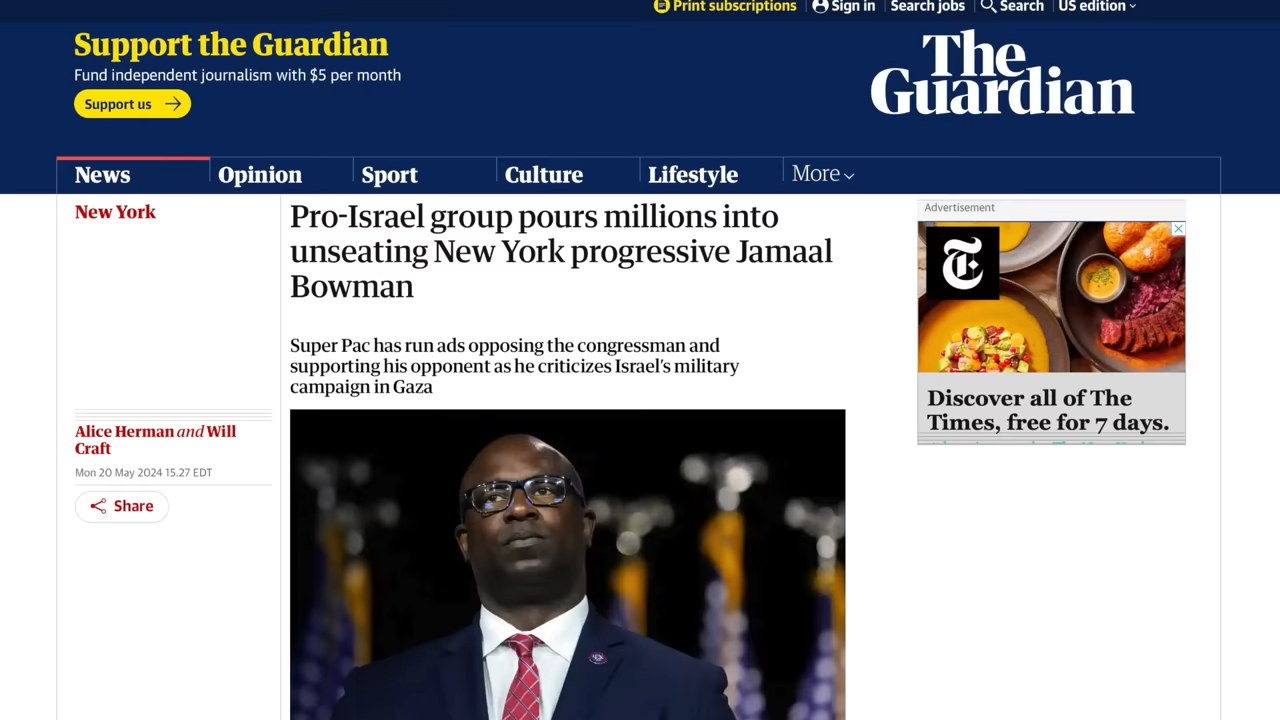 Print subscriptions
Sign in
Search jobs
Search
US edition
Support the Guardian
Fund independent journalism with $5 per month
Support us
The
Guardian
News
Opinion
Sport
Culture
Lifestyle
More
New York
Pro-Israel group pours millions into
unseating New York progressive Jamaal
Bowman
Super Pac has run ads opposing the congressman and
supporting his opponent as he criticizes Israel's military
campaign in Gaza
Alice Herman and Will
Craft
Mon 20 May 2024 15.27 EDT
Share
Advertisement
T
Discover all of The
Times, free for 7 days.